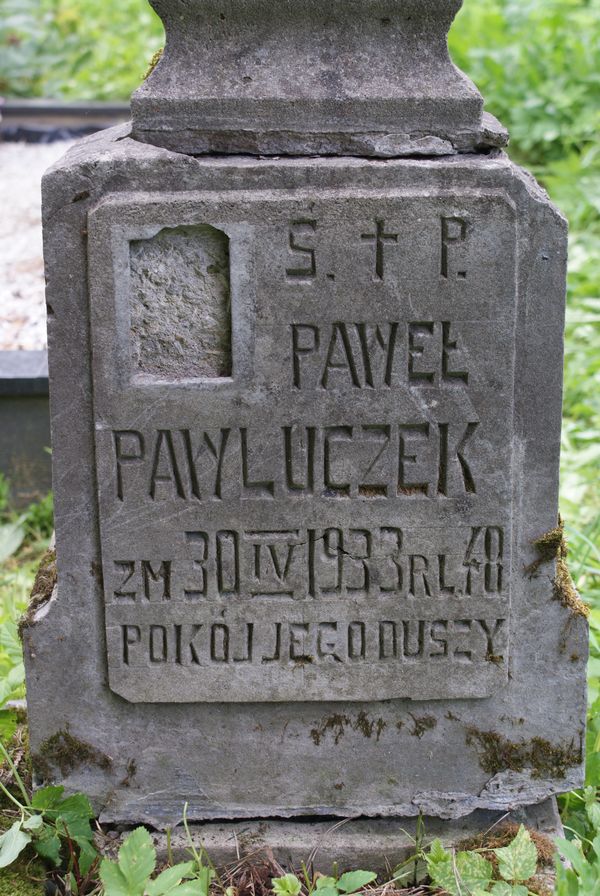 Ś. † P.
PAWEŁ
PAWLUCZEK
ZM 30 IV 1933 R L. 48
POKÓJ JEGO DUSZY